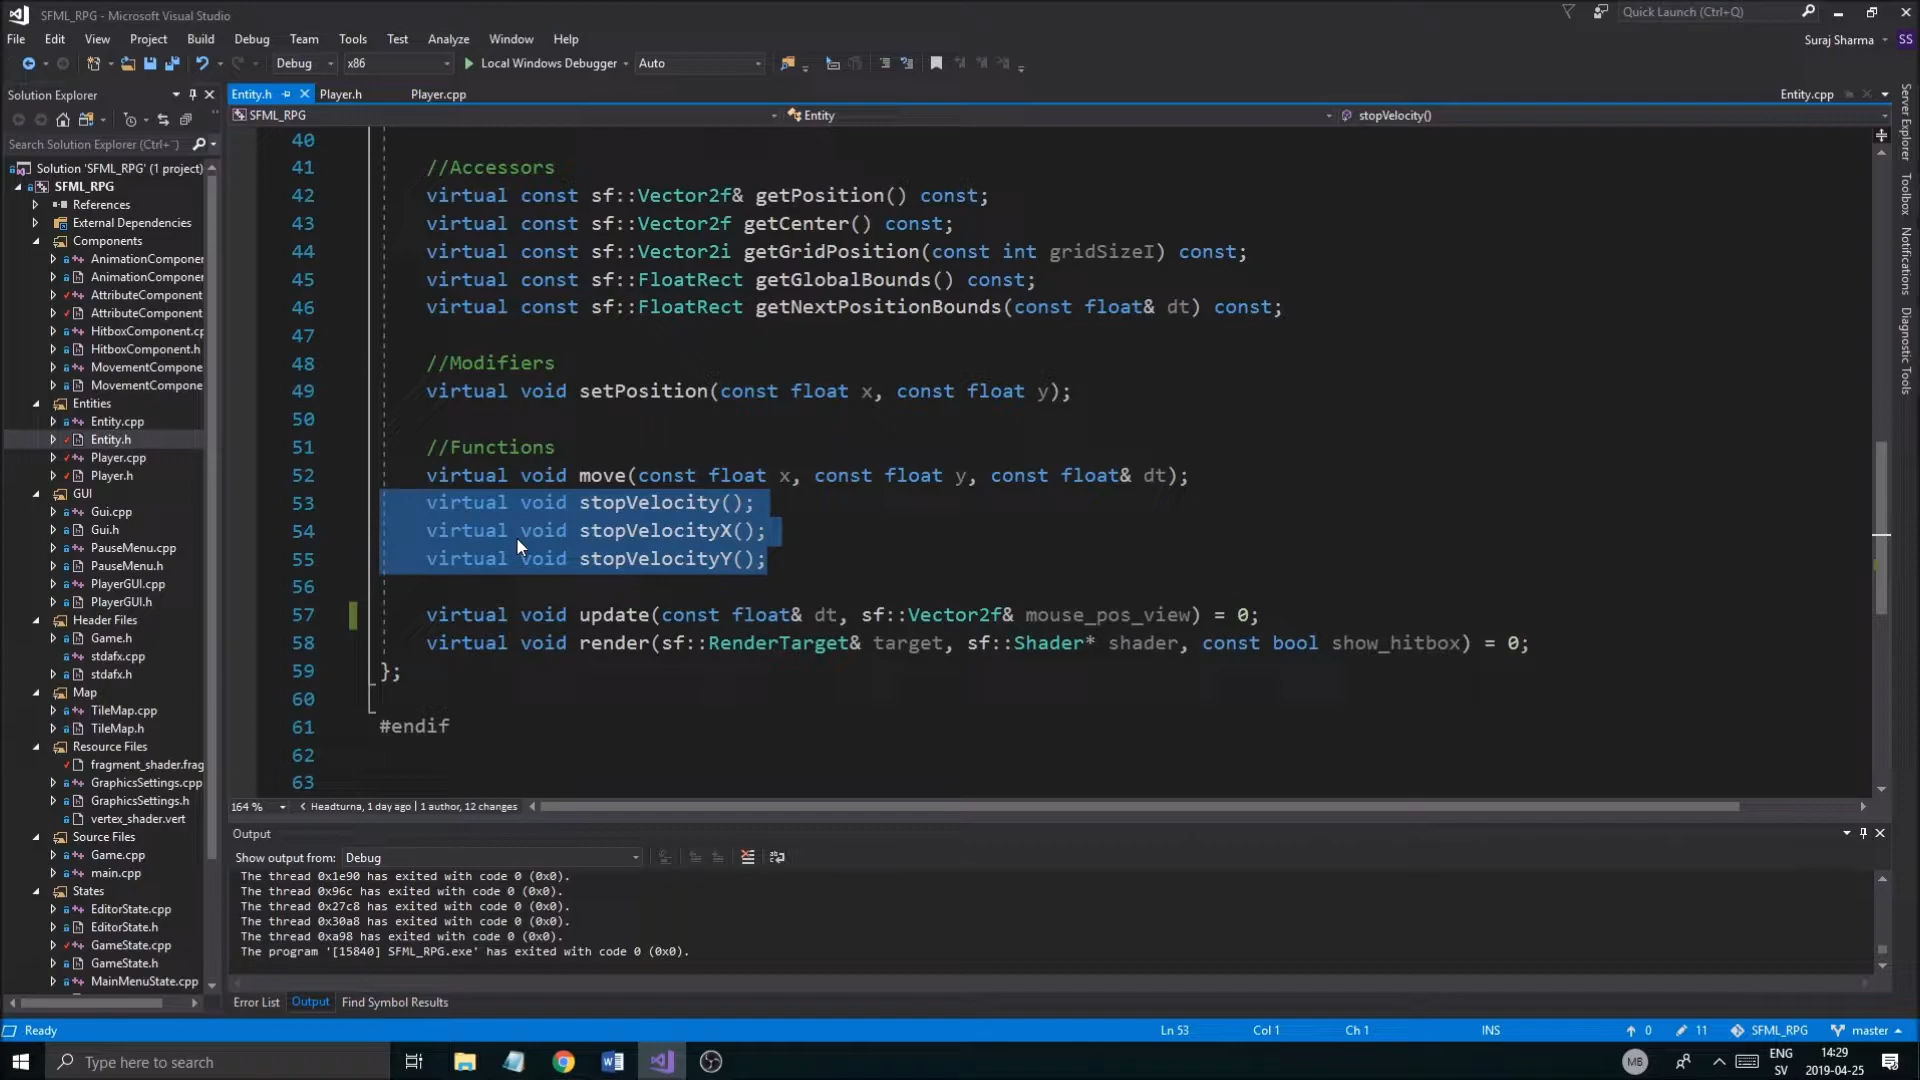 SFML_RPG - Microsoft Visual Studio
Quick Launch (Ctrl+Q)
File Edit View Project Build Debug Team Tools Test Analyze Window Help
Suraj Sharma SS
Debug x86 Local Windows Debugger Auto
Solution Explorer
Entity.h Player.h Player.cpp Entity.cpp
SFML_RPG Entity stopVelocity()
Search Solution Explorer (Ctrl+¨)
Solution 'SFML_RPG' (1 project)
SFML_RPG
References
External Dependencies
Components
AnimationComponer
AnimationComponer
AttributeComponent
AttributeComponent
HitboxComponent.cp
HitboxComponent.h
MovementCompone
MovementCompone
Entities
Entity.cpp
Entity.h
Player.cpp
Player.h
GUI
Gui.cpp
Gui.h
PauseMenu.cpp
PauseMenu.h
PlayerGUI.cpp
PlayerGUI.h
Header Files
Game.h
stdafx.cpp
stdafx.h
Map
TileMap.cpp
TileMap.h
Resource Files
fragment_shader.frag
GraphicsSettings.cpp
GraphicsSettings.h
vertex_shader.vert
Source Files
Game.cpp
main.cpp
States
EditorState.cpp
EditorState.h
GameState.cpp
GameState.h
MainMenuState.cpp
40
41 //Accessors
42 virtual const sf::Vector2f& getPosition() const;
43 virtual const sf::Vector2f getCenter() const;
44 virtual const sf::Vector2i getGridPosition(const int gridSizeI) const;
45 virtual const sf::FloatRect getGlobalBounds() const;
46 virtual const sf::FloatRect getNextPositionBounds(const float& dt) const;
47
48 //Modifiers
49 virtual void setPosition(const float x, const float y);
50
51 //Functions
52 virtual void move(const float x, const float y, const float& dt);
53 virtual void stopVelocity();
54 virtual void stopVelocityX();
55 virtual void stopVelocityY();
56
57 virtual void update(const float& dt, sf::Vector2f& mouse_pos_view) = 0;
58 virtual void render(sf::RenderTarget& target, sf::Shader* shader, const bool show_hitbox) = 0;
59 };
60
61 #endif
62
63
164 % Headturna, 1 day ago | 1 author, 12 changes
Output
Show output from: Debug
The thread 0x1e90 has exited with code 0 (0x0).
The thread 0x96c has exited with code 0 (0x0).
The thread 0x27c8 has exited with code 0 (0x0).
The thread 0x30a8 has exited with code 0 (0x0).
The thread 0xa98 has exited with code 0 (0x0).
The program '[15840] SFML_RPG.exe' has exited with code 0 (0x0).
Error List Output Find Symbol Results
Server Explorer
Toolbox
Notifications
Diagnostic Tools
Ready Ln 53 Col 1 Ch 1 INS 0 11 SFML_RPG master
Type here to search
MB
ENG
SV
14:29
2019-04-25